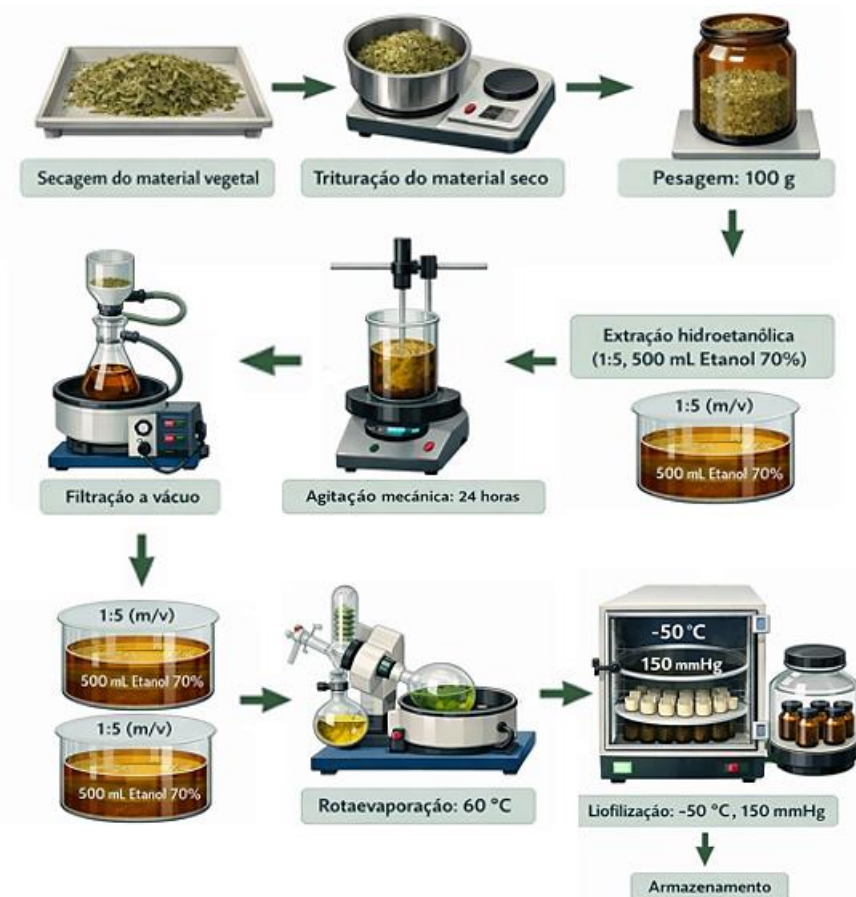 Secagem do material vegetal
Trituração do material seco
Pesagem: 100 g
Extração hidroetanôlica
(1:5, 500 mL Etanol 70%)
1:5 (m/v)
500 mL Etanol 70%
Agitação mecânica: 24 horas
Filtração a vácuo
1:5 (m/v)
500 mL Etanol 70%
1:5 (m/v)
500 mL Etanol 70%
Rotaevaporação: 60 °C
-50 °C
150 mmHg
Liofilização: -50 °C, 150 mmHg
Armazenamento